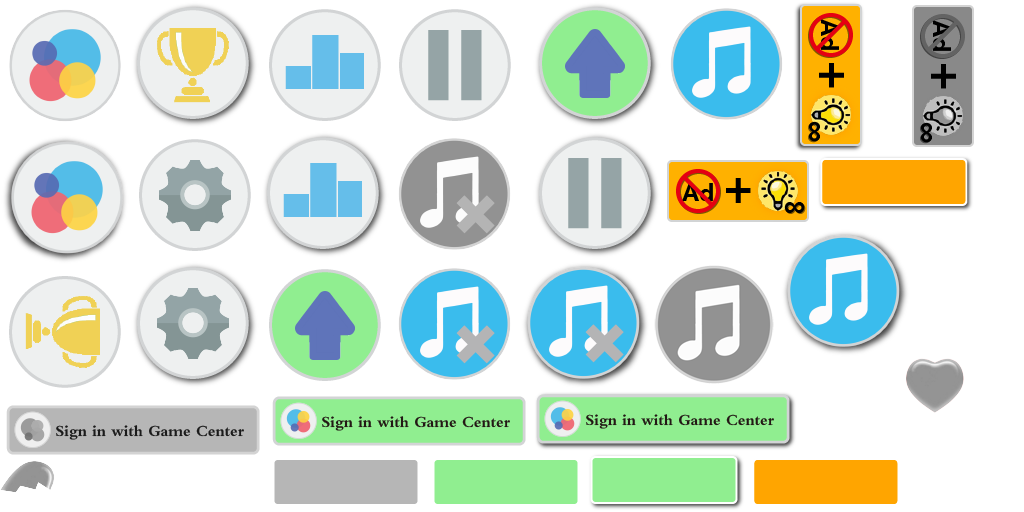 Ad
+
∞
Ad
+
∞
Ad + ∞
Sign in with Game Center
Sign in with Game Center
Sign in with Game Center